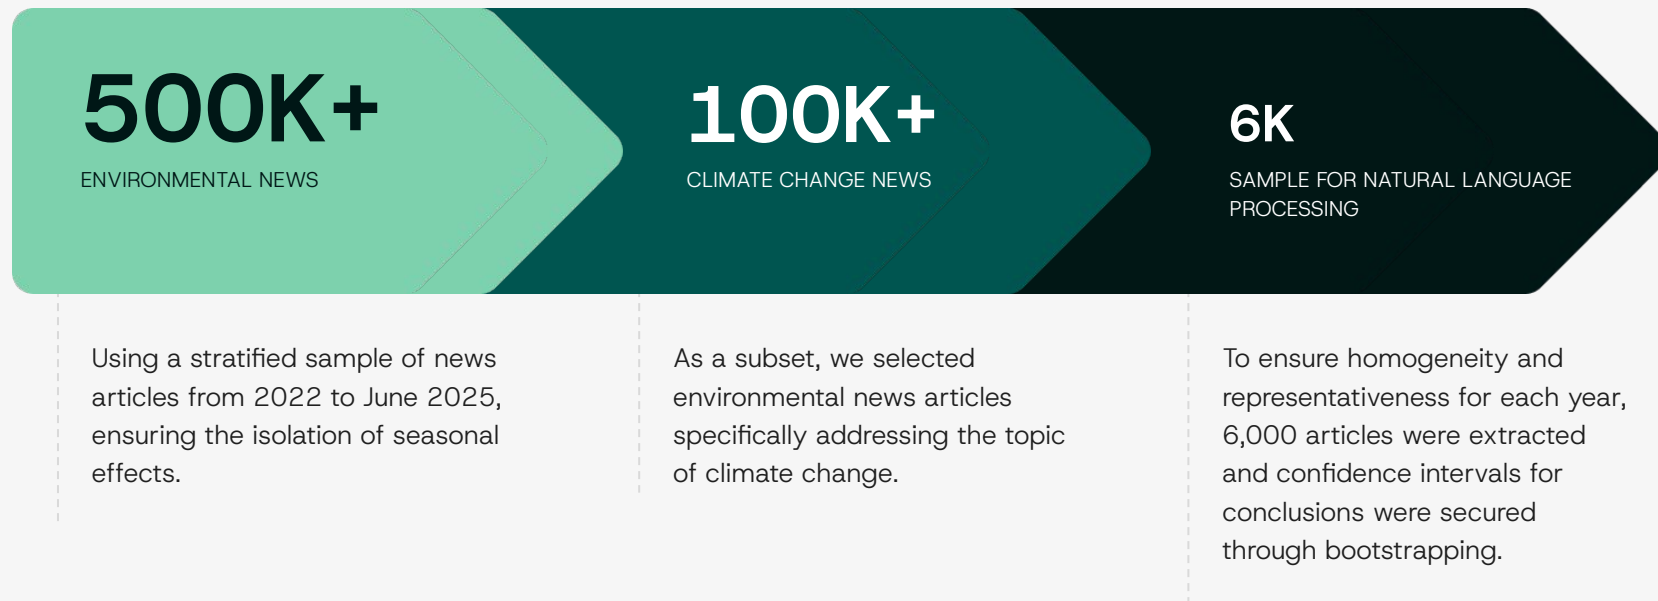 500K+
ENVIRONMENTAL NEWS
Using a stratified sample of news
articles from 2022 to June 2025,
ensuring the isolation of seasonal
effects.
100K+
CLIMATE CHANGE NEWS
As a subset, we selected
environmental news articles
specifically addressing the topic
of climate change.
6K
SAMPLE FOR NATURAL LANGUAGE
PROCESSING
To ensure homogeneity and
representativeness for each year,
6,000 articles were extracted
and confidence intervals for
conclusions were secured
through bootstrapping.